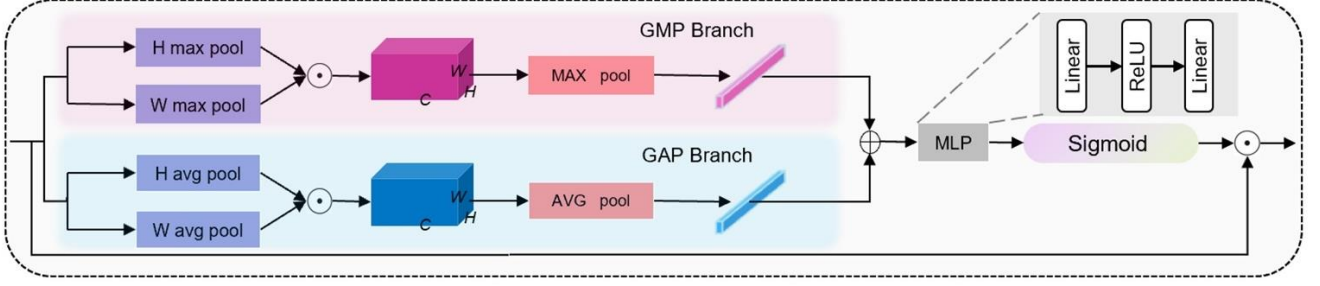 GMP Branch
H max pool
W max pool
W
H
C
MAX pool
GAP Branch
H avg pool
W avg pool
W
H
C
AVG pool
MLP
Linear
ReLU
Linear
Sigmoid